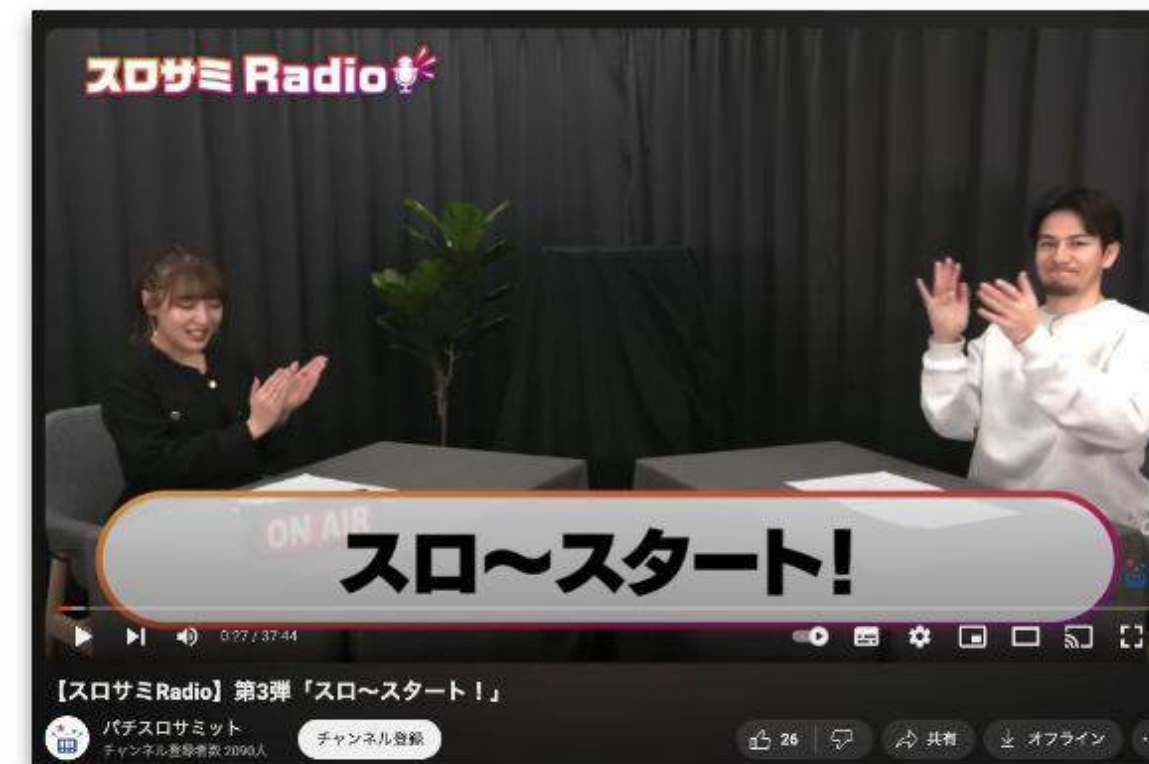 スロサミ Radio
ON AIR
スロ〜スタート!
0:27 / 37:44
【スロサミRadio】第3弾「スロ〜スタート！」
パチスロサミット
チャンネル登録者数 2090人
チャンネル登録
26
共有
オフライン